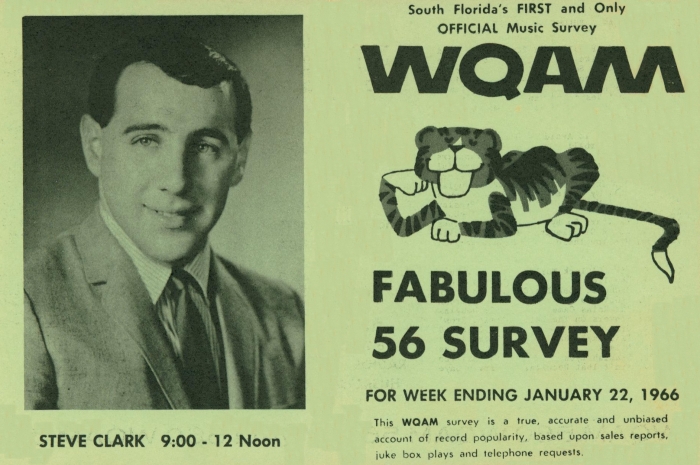 South Florida's FIRST and Only
OFFICIAL Music Survey
WQAM
FABULOUS
56 SURVEY
FOR WEEK ENDING JANUARY 22, 1966
This WQAM survey is a true, accurate and unbiased
account of record popularity, based upon sales reports,
juke box plays and telephone requests.
STEVE CLARK 9:00 - 12 Noon